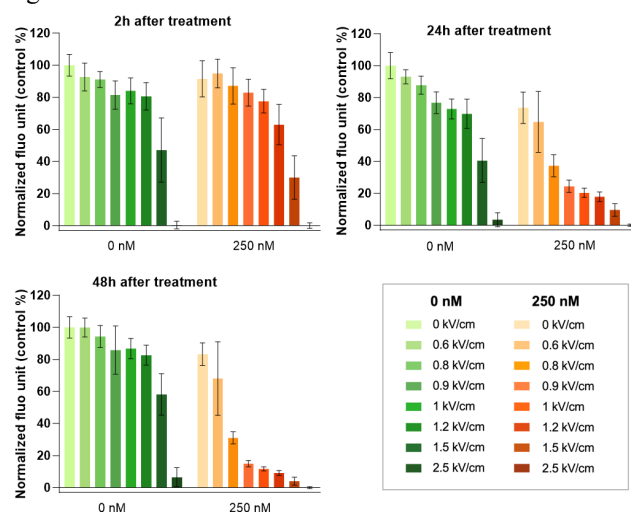 2h after treatment
Normalized fluo unit (control %)
120
100
80
60
40
20
0
0 nM
250 nM
24h after treatment
Normalized fluo unit (control %)
120
100
80
60
40
20
0
0 nM
250 nM
48h after treatment
Normalized fluo unit (control %)
120
100
80
60
40
20
0
0 nM
250 nM
0 nM 250 nM
0 kV/cm 0 kV/cm
0.6 kV/cm 0.6 kV/cm
0.8 kV/cm 0.8 kV/cm
0.9 kV/cm 0.9 kV/cm
1 kV/cm 1 kV/cm
1.2 kV/cm 1.2 kV/cm
1.5 kV/cm 1.5 kV/cm
2.5 kV/cm 2.5 kV/cm